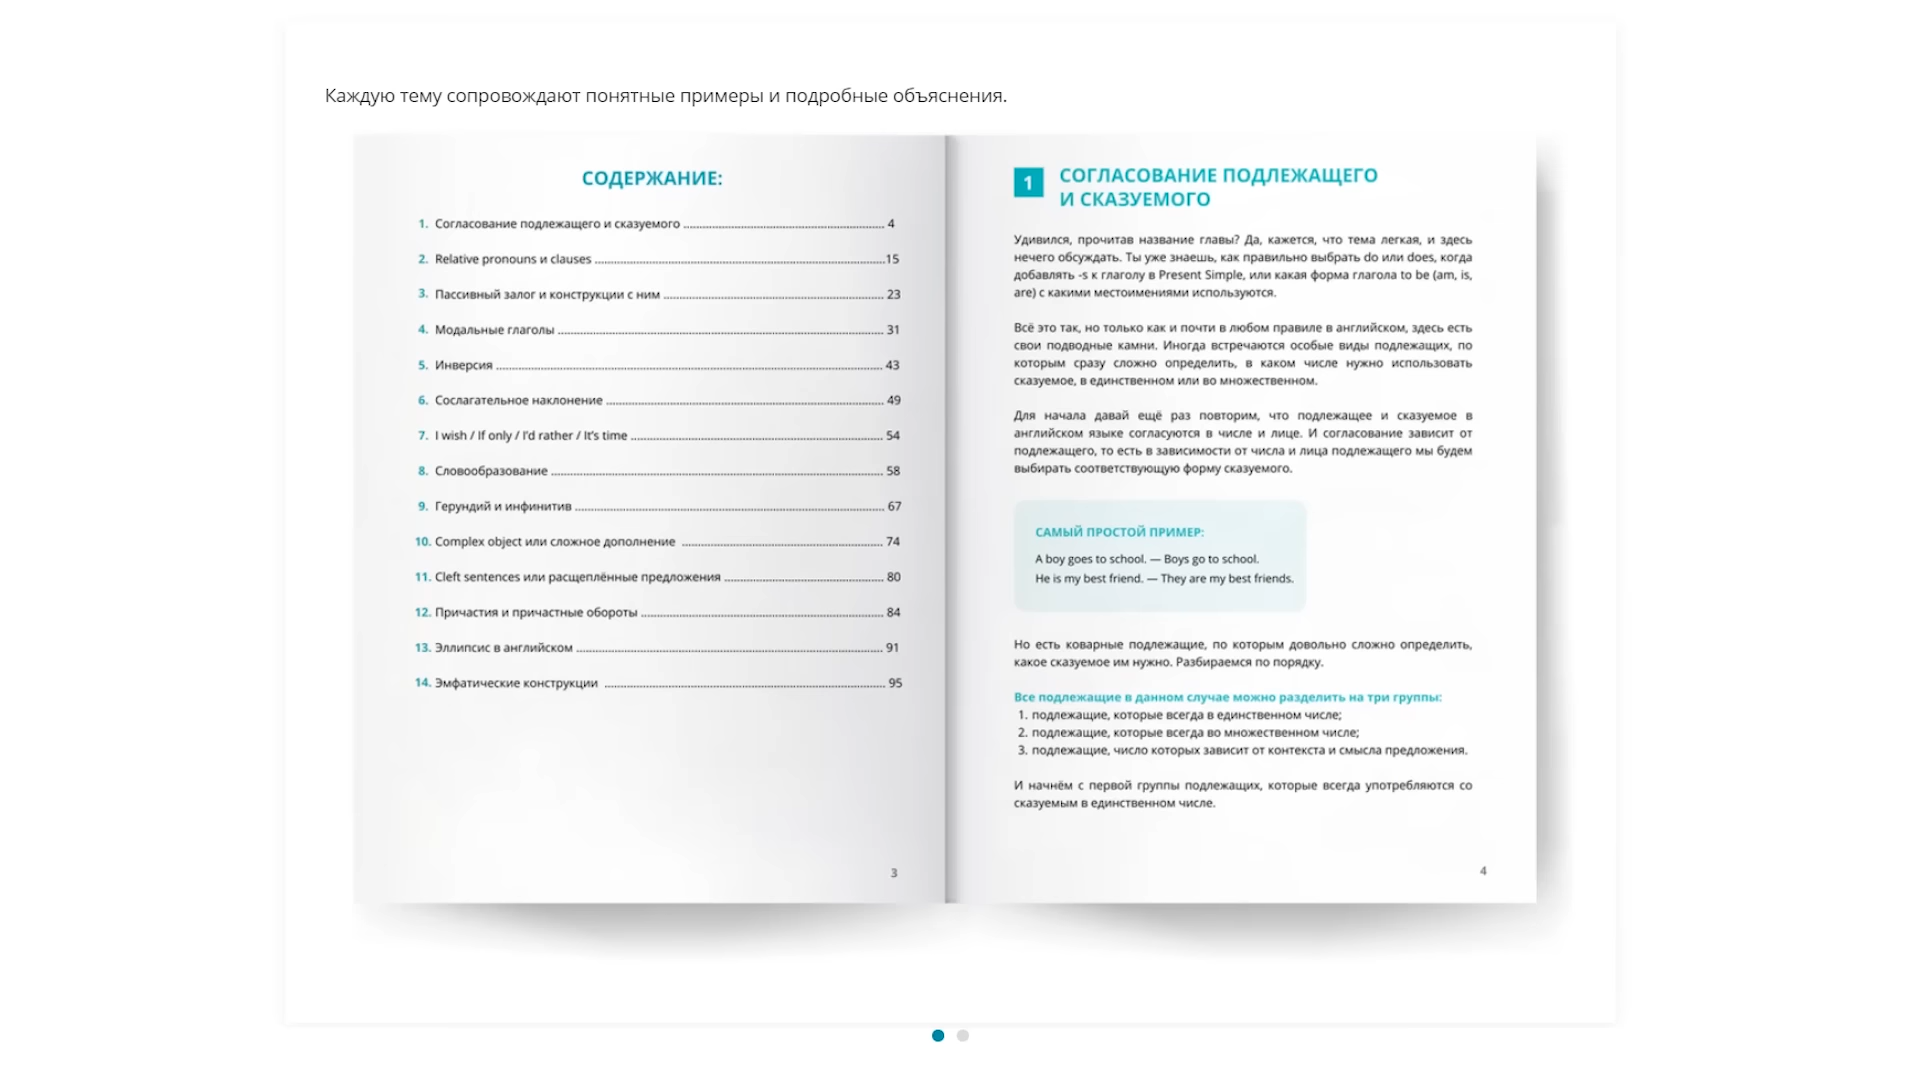 Каждую тему сопровождают понятные примеры и подробные объяснения.
СОДЕРЖАНИЕ:
1. Согласование подлежащего и сказуемого ........ 4
2. Relative pronouns и clauses ........ 15
3. Пассивный залог и конструкции с ним ........ 23
4. Модальные глаголы ........ 31
5. Инверсия ........ 43
6. Сослагательное наклонение ........ 49
7. I wish / If only / I’d rather / It’s time ........ 54
8. Словообразование ........ 58
9. Герундий и инфинитив ........ 67
10. Complex object или сложное дополнение ........ 74
11. Cleft sentences или расщеплённые предложения ........ 80
12. Причастия и причастные обороты ........ 84
13. Эллипсис в английском ........ 91
14. Эмфатические конструкции ........ 95
3
1 СОГЛАСОВАНИЕ ПОДЛЕЖАЩЕГО
И СКАЗУЕМОГО
Удивился, прочитав название главы? Да, кажется, что тема легкая, и здесь
нечего обсуждать. Ты уже знаешь, как правильно выбрать do или does, когда
добавлять -s к глаголу в Present Simple, или какая форма глагола to be (am, is,
are) с какими местоимениями используются.
Всё это так, но только как и почти в любом правиле в английском, здесь есть
свои подводные камни. Иногда встречаются особые виды подлежащих, по
которым сразу сложно определить, в каком числе нужно использовать
сказуемое, в единственном или во множественном.
Для начала давай ещё раз повторим, что подлежащее и сказуемое в
английском языке согласуются в числе и лице. И согласование зависит от
подлежащего, то есть в зависимости от числа и лица подлежащего мы будем
выбирать соответствующую форму сказуемого.
САМЫЙ ПРОСТОЙ ПРИМЕР:
A boy goes to school. — Boys go to school.
He is my best friend. — They are my best friends.
Но есть коварные подлежащие, по которым довольно сложно определить,
какое сказуемое им нужно. Разбираемся по порядку.
Все подлежащие в данном случае можно разделить на три группы:
1. подлежащие, которые всегда в единственном числе;
2. подлежащие, которые всегда во множественном числе;
3. подлежащие, число которых зависит от контекста и смысла предложения.
И начнём с первой группы подлежащих, которые всегда употребляются со
сказуемым в единственном числе.
4